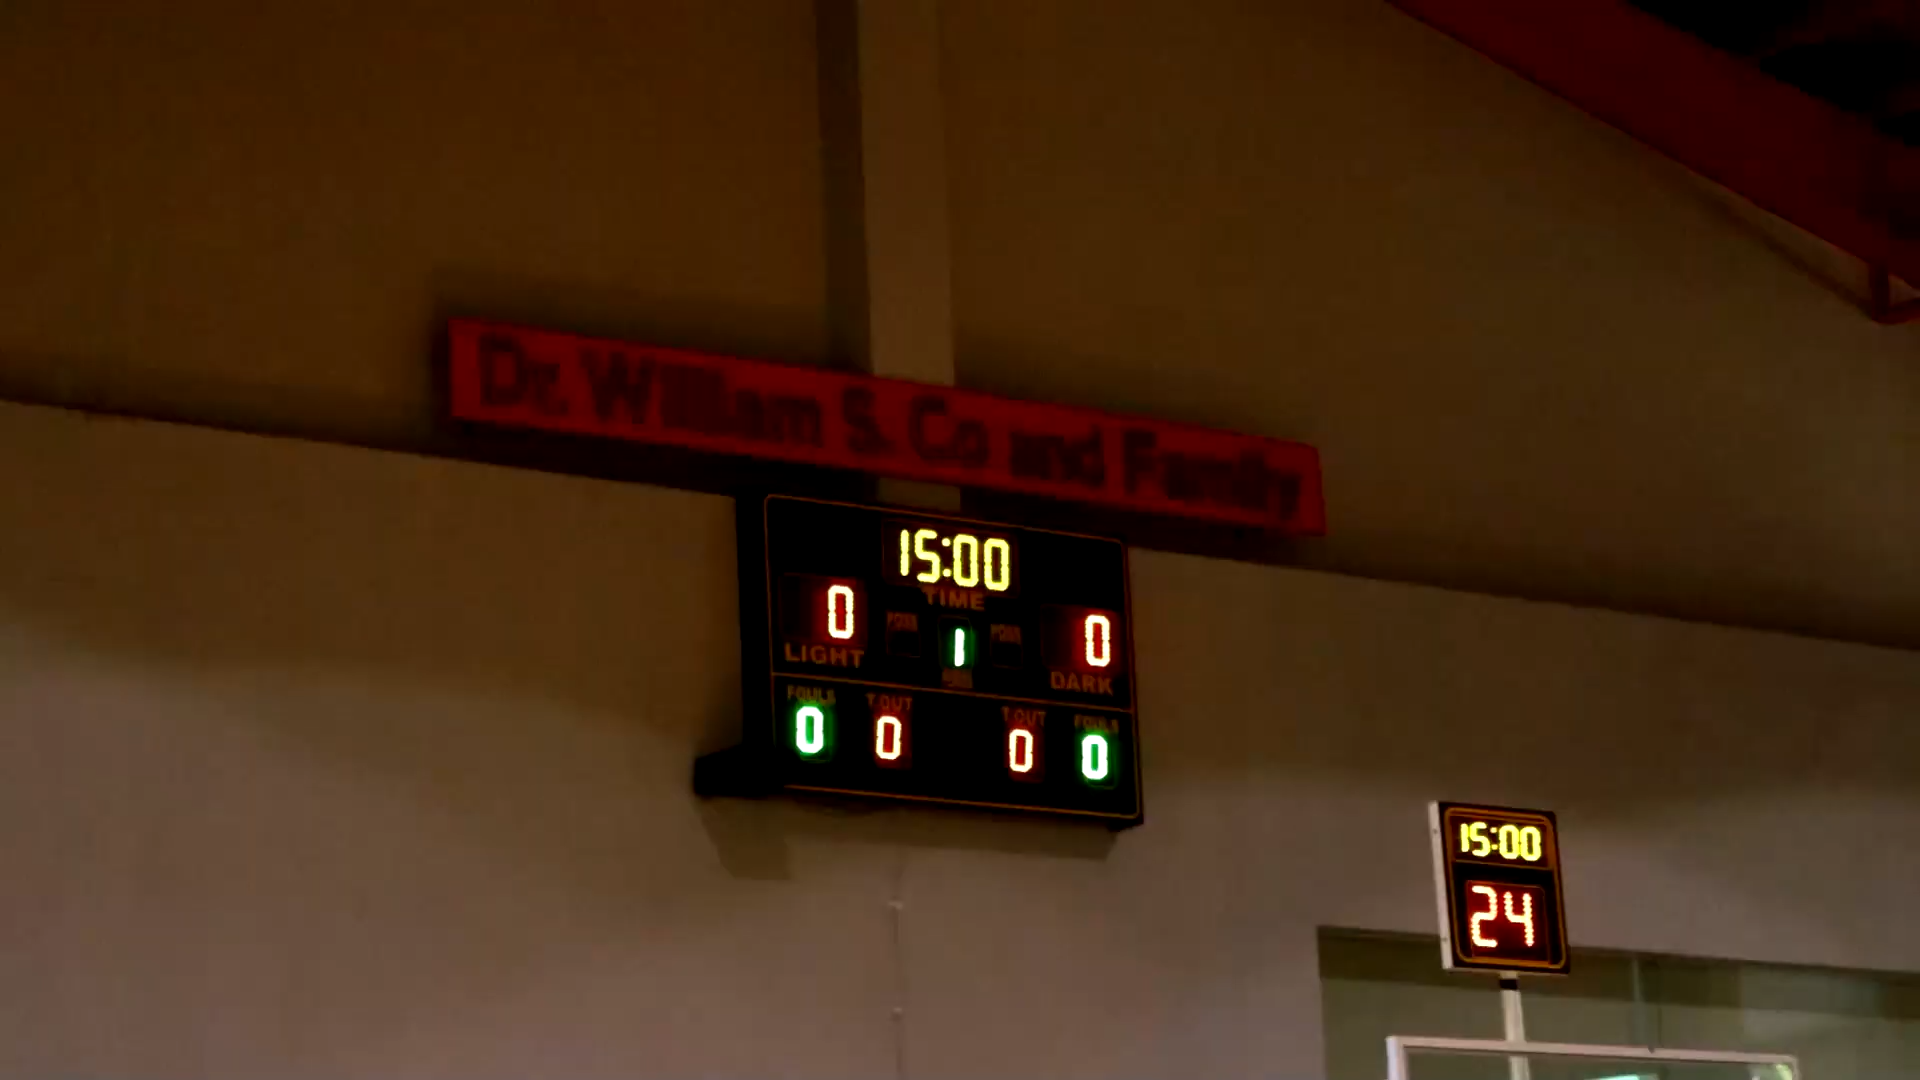 Dr. William S. Co and Family
15:00
TIME
0 1 0
LIGHT DARK
FOULS T.OUT T.OUT FOULS
0 0 0 0
15:00
24